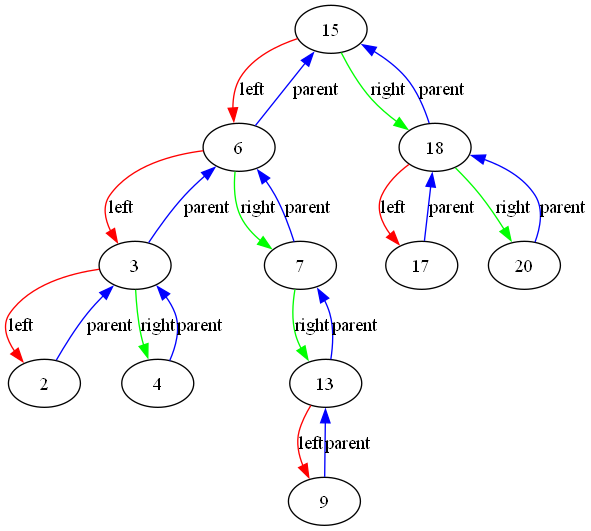 15
left parent right parent
6 18
left parent right parent left parent right parent
3 7 17 20
left parent right parent right parent
2 4 13
left parent
9